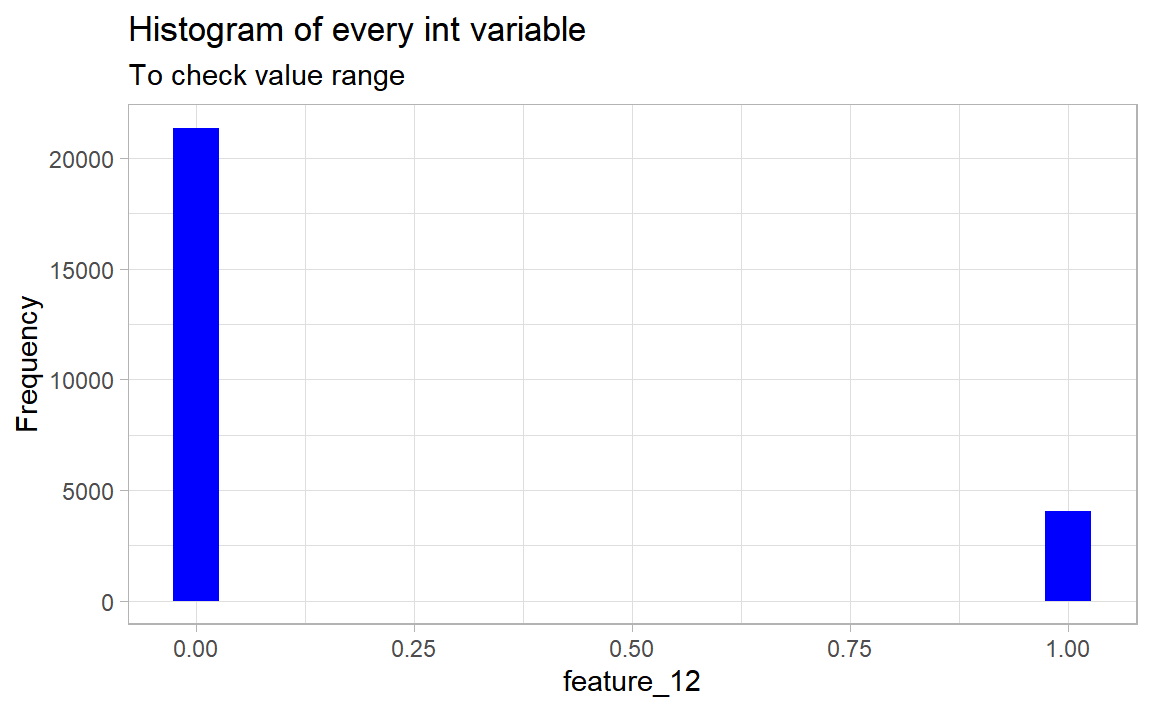 Histogram of every int variable
To check value range
Frequency
20000
15000
10000
5000
0
0.00 0.25 0.50 0.75 1.00
feature_12